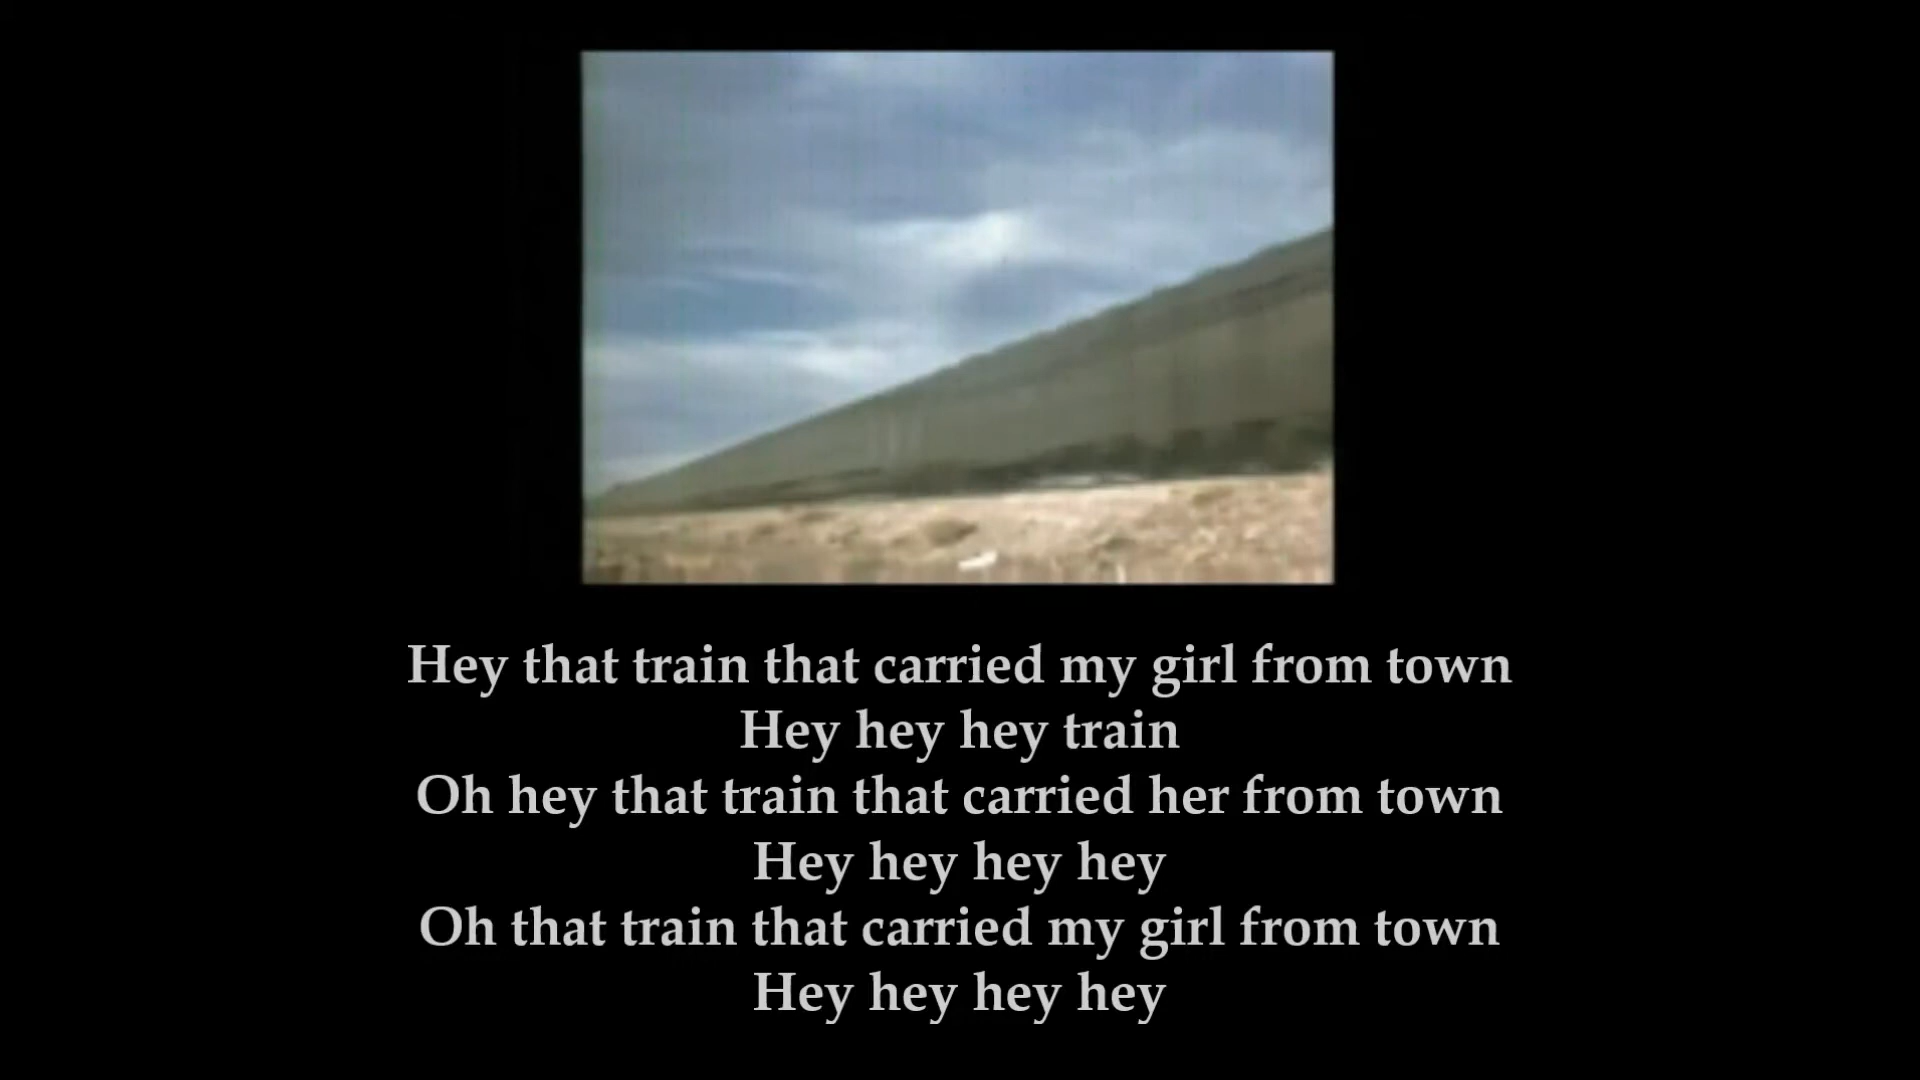 Hey that train that carried my girl from town
Hey hey hey train
Oh hey that train that carried her from town
Hey hey hey hey
Oh that train that carried my girl from town
Hey hey hey hey